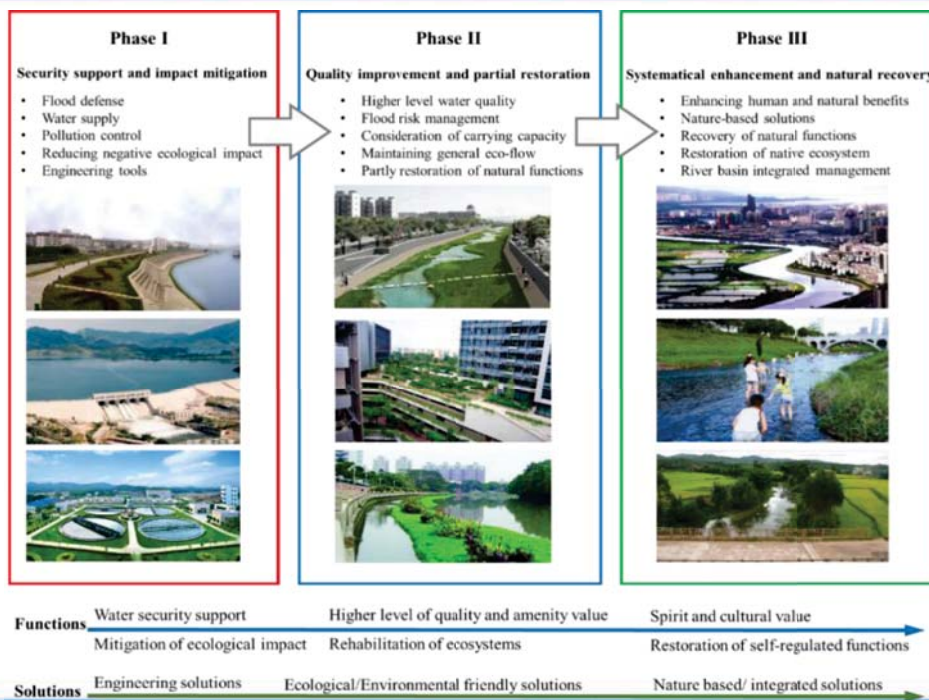 Phase I
Security support and impact mitigation
• Flood defense
• Water supply
• Pollution control
• Reducing negative ecological impact
• Engineering tools
Phase II
Quality improvement and partial restoration
• Higher level water quality
• Flood risk management
• Consideration of carrying capacity
• Maintaining general eco-flow
• Partly restoration of natural functions
Phase III
Systematical enhancement and natural recovery
• Enhancing human and natural benefits
• Nature-based solutions
• Recovery of natural functions
• Restoration of native ecosystem
• River basin integrated management
Functions
Water security support
Higher level of quality and amenity value
Spirit and cultural value
Mitigation of ecological impact
Rehabilitation of ecosystems
Restoration of self-regulated functions
Solutions
Engineering solutions
Ecological/Environmental friendly solutions
Nature based/ integrated solutions